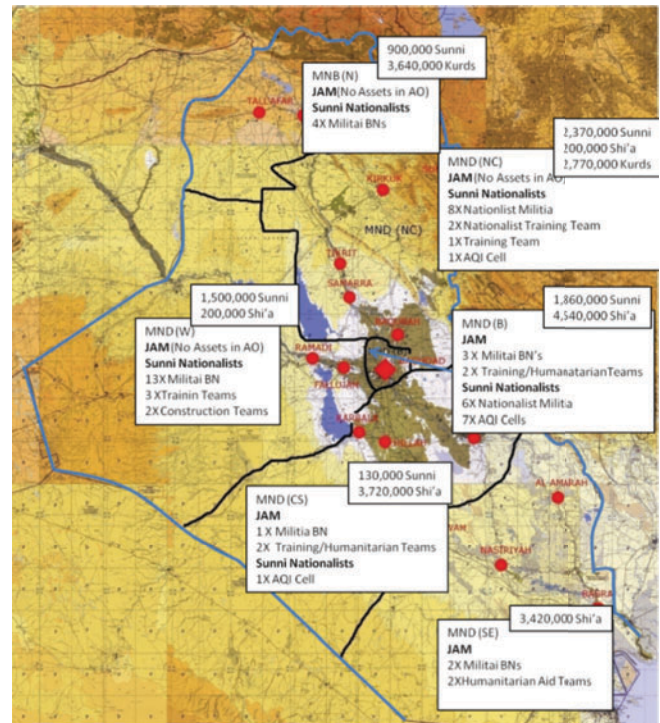 900,000 Sunni
3,640,000 Kurds
MNB (N)
JAM(No Assets in AO)
Sunni Nationalists
4X Militai BNs
TALL AFAR
2,370,000 Sunni
200,000 Shi'a
2,770,000 Kurds
MND (NC)
JAM (No Assets in AO)
Sunni Nationalists
8X Nationlist Militia
2X Nationalist Training Team
1X Training Team
1X AQI Cell
KIRKUK
MND (NC)
TIKRIT
SAMARRA
1,500,000 Sunni
200,000 Shi'a
MND (W)
JAM (No Assets in AO)
Sunni Nationalists
13X Militai BN
3X Trainin Teams
2X Construction Teams
RAMADI
FALLUJAH
1,860,000 Sunni
4,540,000 Shi'a
MND (B)
JAM
3 X Militai BN's
2 X Training/HumanatarianTeams
Sunni Nationalists
6X Nationalist Militia
7X AQI Cells
KARBALA
130,000 Sunni
3,720,000 Shi'a
MND (CS)
JAM
1 X Militia BN
2X Training/Humanitarian Teams
Sunni Nationalists
1X AQI Cell
AL-AMARAH
NASIRIYAH
BASRA
3,420,000 Shi'a
MND (SE)
JAM
2X Militai BNs
2X Humanitarian Aid Teams